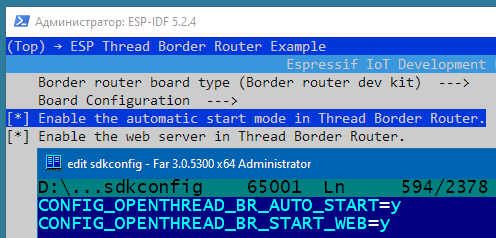 Администратор: ESP-IDF 5.2.4
(Top) → ESP Thread Border Router Example
Espressif IoT Development
Border router board type (Border router dev kit)  --->
Board Configuration  --->
[*] Enable the automatic start mode in Thread Border Router.
[*] Enable the web server in Thread Border Router.
edit sdkconfig - Far 3.0.5300 x64 Administrator
D:\...sdkconfig    65001  Ln    594/2378
CONFIG_OPENTHREAD_BR_AUTO_START=y
CONFIG_OPENTHREAD_BR_START_WEB=y